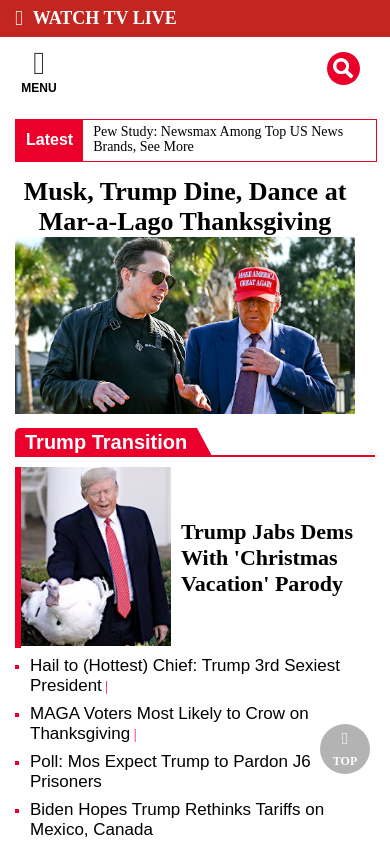 WATCH TV LIVE
MENU
Latest
Pew Study: Newsmax Among Top US News
Brands, See More
Musk, Trump Dine, Dance at
Mar-a-Lago Thanksgiving
MAKE AMERICA
GREAT AGAIN
Trump Transition
Trump Jabs Dems
With 'Christmas
Vacation' Parody
Hail to (Hottest) Chief: Trump 3rd Sexiest
President |
MAGA Voters Most Likely to Crow on
Thanksgiving |
Poll: Mos Expect Trump to Pardon J6
Prisoners
TOP
Biden Hopes Trump Rethinks Tariffs on
Mexico, Canada